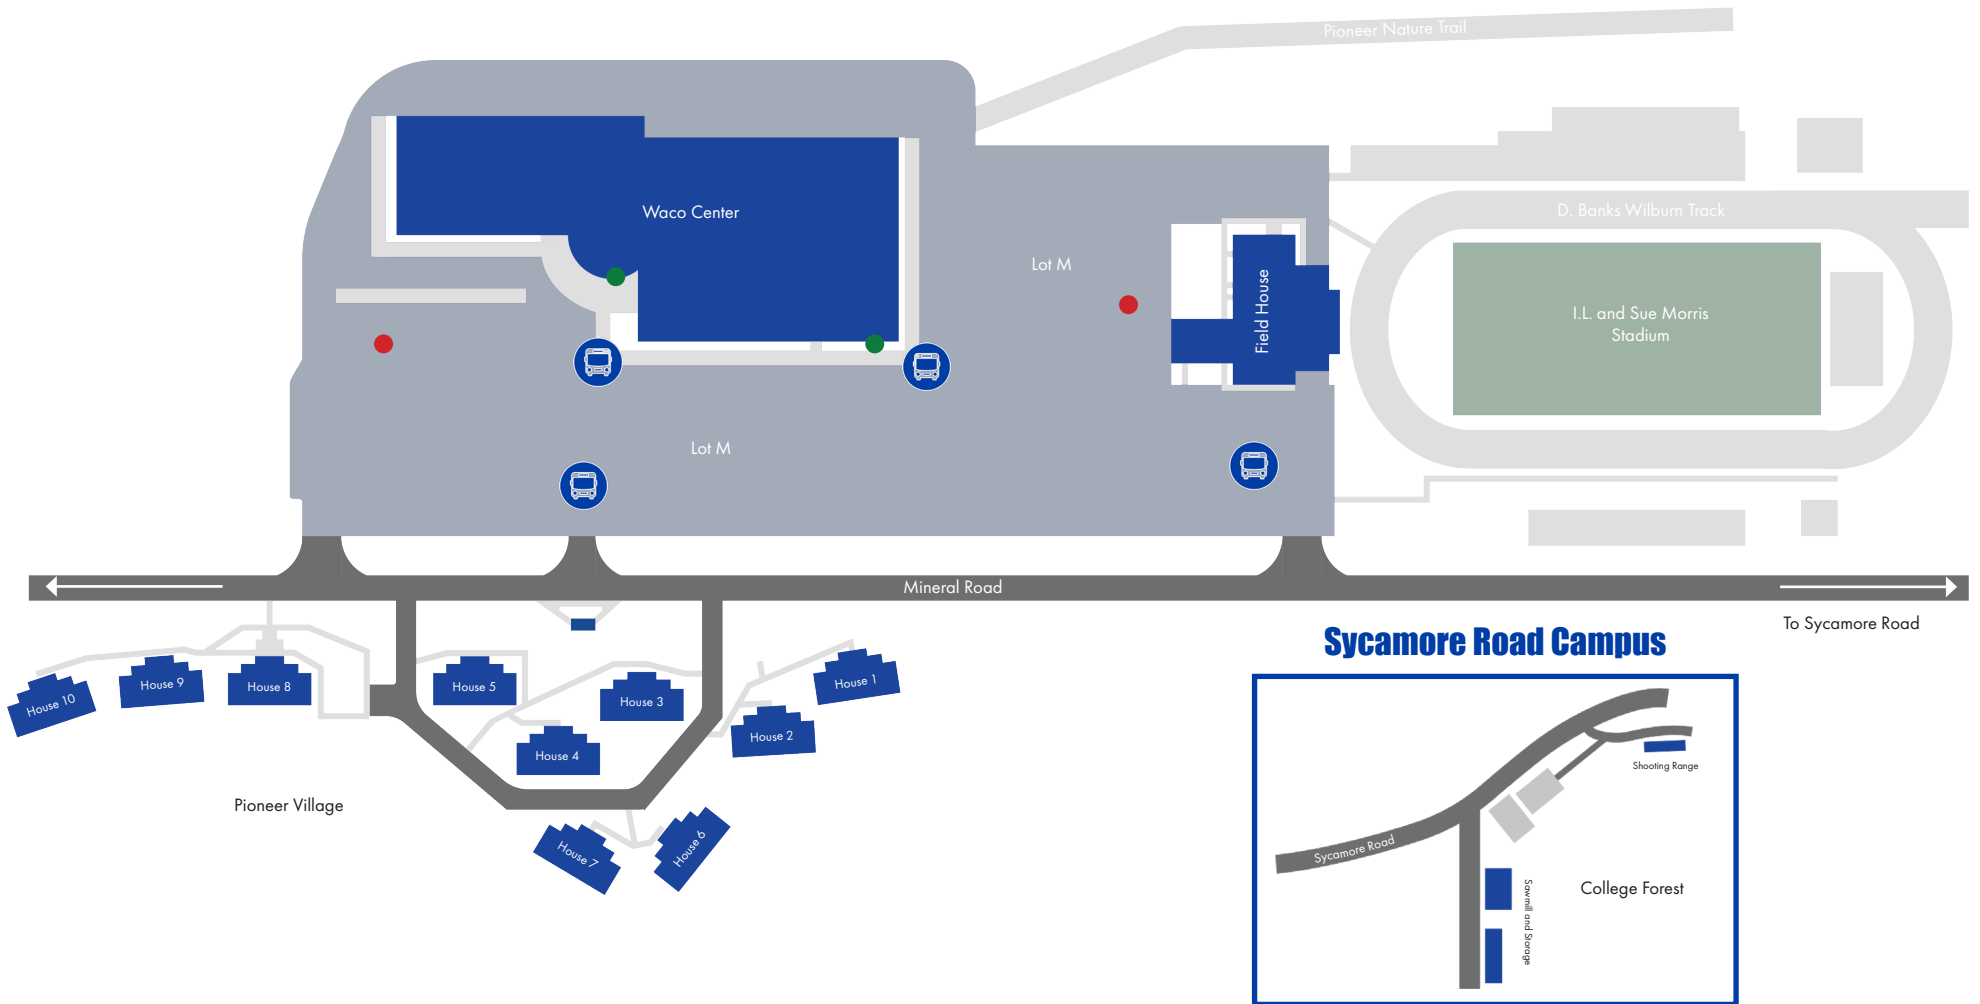 Pioneer Nature Trail
Waco Center
D. Banks Wilburn Track
Lot M
Field House
I.L. and Sue Morris
Stadium
Lot M
Mineral Road
To Sycamore Road
House 10
House 9
House 8
House 5
House 3
House 4
House 1
House 2
Pioneer Village
House 7
House 6
Sycamore Road Campus
Shooting Range
Sycamore Road
College Forest
Sawmill and Storage